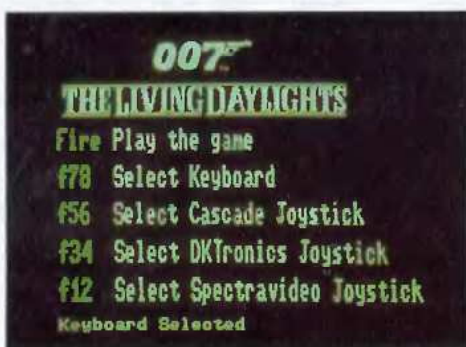 007
THE LIVING DAYLIGHTS
Fire Play the game
f78 Select Keyboard
f56 Select Cascade Joystick
f34 Select DKTronics Joystick
f12 Select Spectravideo Joystick
Keyboard Selected